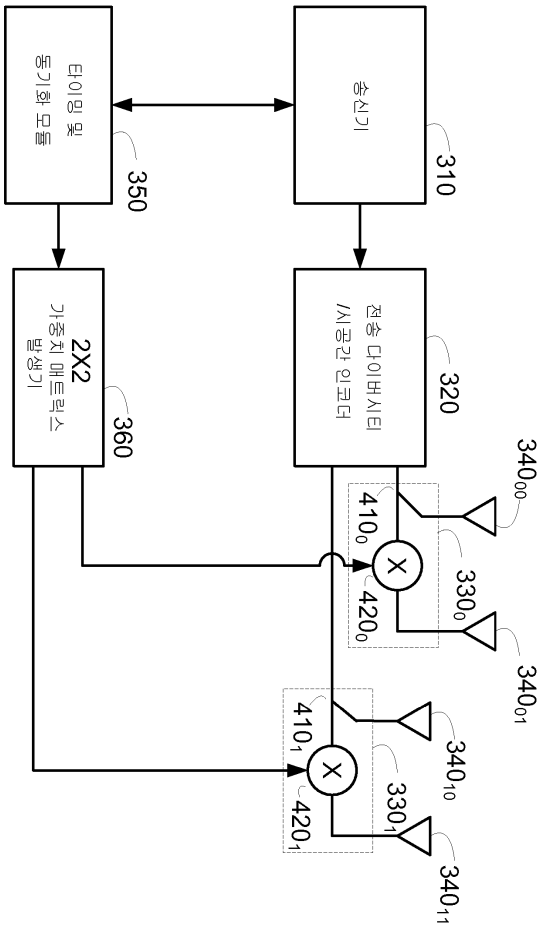 송신기
310
전송 다이버시티
/시공간 인코더
320
340₀₀
410₀
420₀
330₀
340₀₁
410₁
420₁
330₁
340₁₀
340₁₁
X
X
타이밍 및
동기화 모듈
350
2X2
가중치 매트릭스
발생기
360